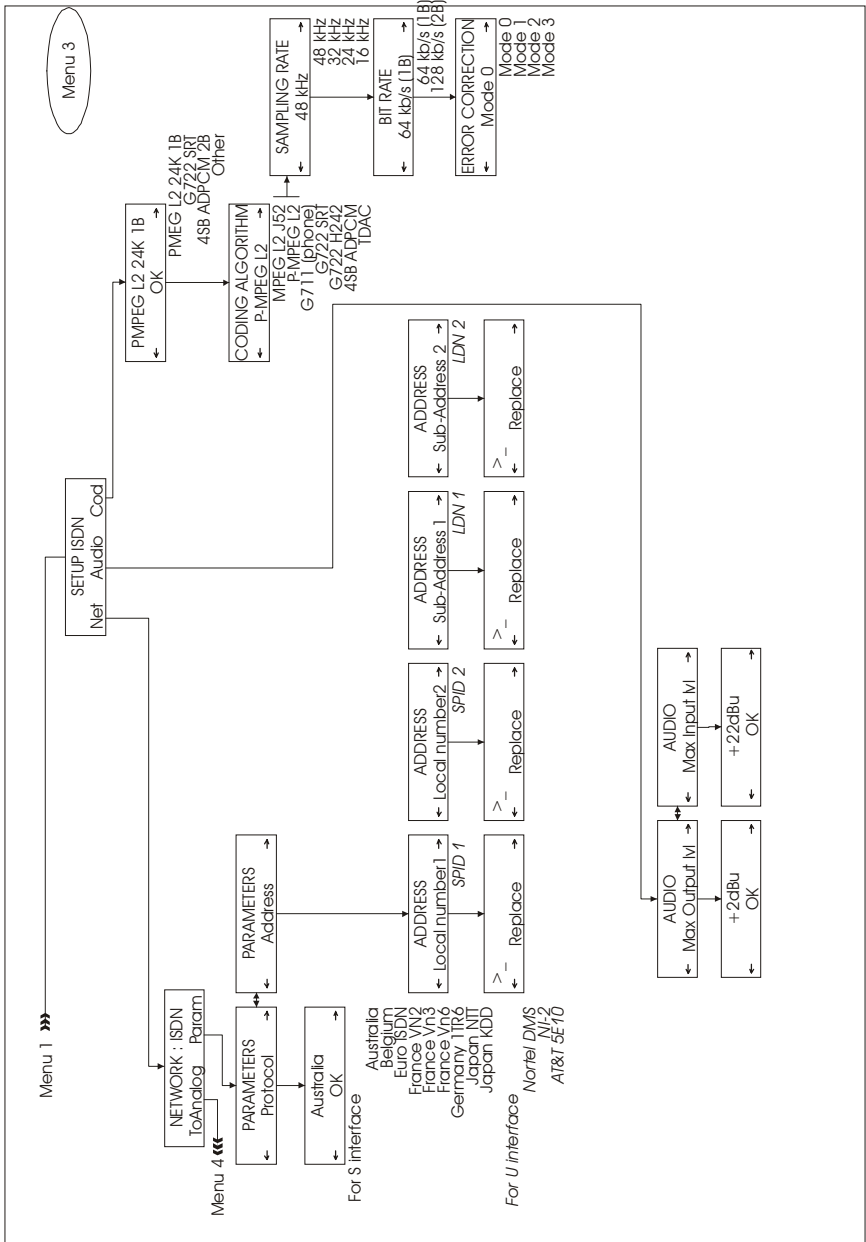 Menu 3
Menu 1
SETUP ISDN
Net Audio Cod
NETWORK : ISDN
ToAnalog Param
Menu 4
PARAMETERS
Protocol
PARAMETERS
Address
Australia
OK
For S interface
Australia
Belgium
Euro ISDN
France VN2
France Vn3
France Vn6
Germany 1TR6
Japan NTT
Japan KDD
For U interface
Nortel DMS
NI-2
AT&T 5E10
ADDRESS
Local number1
SPID 1
>_ Replace
ADDRESS
Local number2
SPID 2
>_ Replace
ADDRESS
Sub-Address1
LDN 1
>_ Replace
ADDRESS
Sub-Address 2
LDN 2
>_ Replace
AUDIO
Max Output lvl
+2dBu
OK
AUDIO
Max Input lvl
+22dBu
OK
PMPEG L2 24K 1B
OK
PMEG L2 24K 1B
G722 SRT
4SB ADPCM 2B
Other
CODING ALGORITHM
P-MPEG L2
MPEG L2 J52
P-MPEG L2
G711 (phone)
G722 SRT
G722 H242
4SB ADPCM
TDAC
SAMPLING RATE
48 kHz
48 kHz
32 kHz
24 kHz
16 kHz
BIT RATE
64 kb/s (1B)
64 kb/s (1B)
128 kb/s (2B)
ERROR CORRECTION
Mode 0
Mode 0
Mode 1
Mode 2
Mode 3